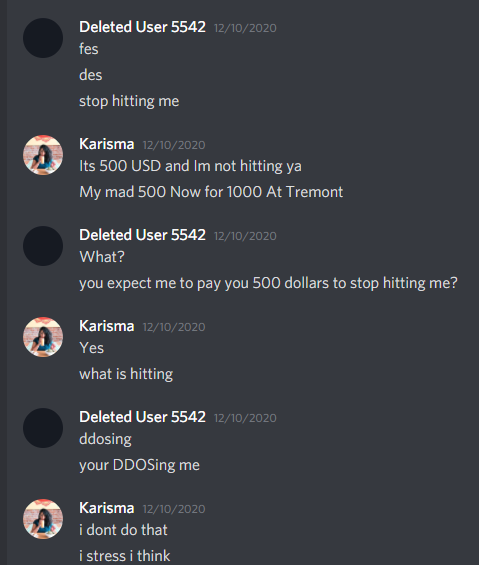 Deleted User 5542 12/10/2020
fes
des
stop hitting me
Karisma 12/10/2020
Its 500 USD and Im not hitting ya
My mad 500 Now for 1000 At Tremont
Deleted User 5542 12/10/2020
What?
you expect me to pay you 500 dollars to stop hitting me?
Karisma 12/10/2020
Yes
what is hitting
Deleted User 5542 12/10/2020
ddosing
your DDOSing me
Karisma 12/10/2020
i dont do that
i stress i think